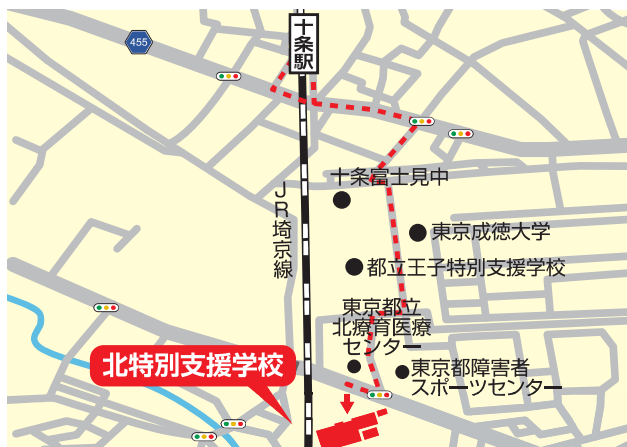 十条駅
455
十条富士見中
JR埼京線
東京成徳大学
都立王子特別支援学校
東京都立
北療育医療
センター
北特別支援学校
東京都障害者
スポーツセンター